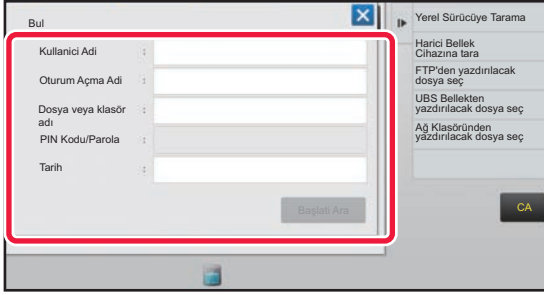 Bul
Kullanici Adi :
Oturum Açma Adi :
Dosya veya klasör :
adı
PIN Kodu/Parola :
Tarih :
Başlati Ara
Yerel Sürücüye Tarama
Harici Bellek
Cihazına tara
FTP'den yazdırılacak
dosya seç
UBS Bellekten
yazdırılacak dosya seç
Ağ Klasöründen
yazdırılacak dosya seç
CA